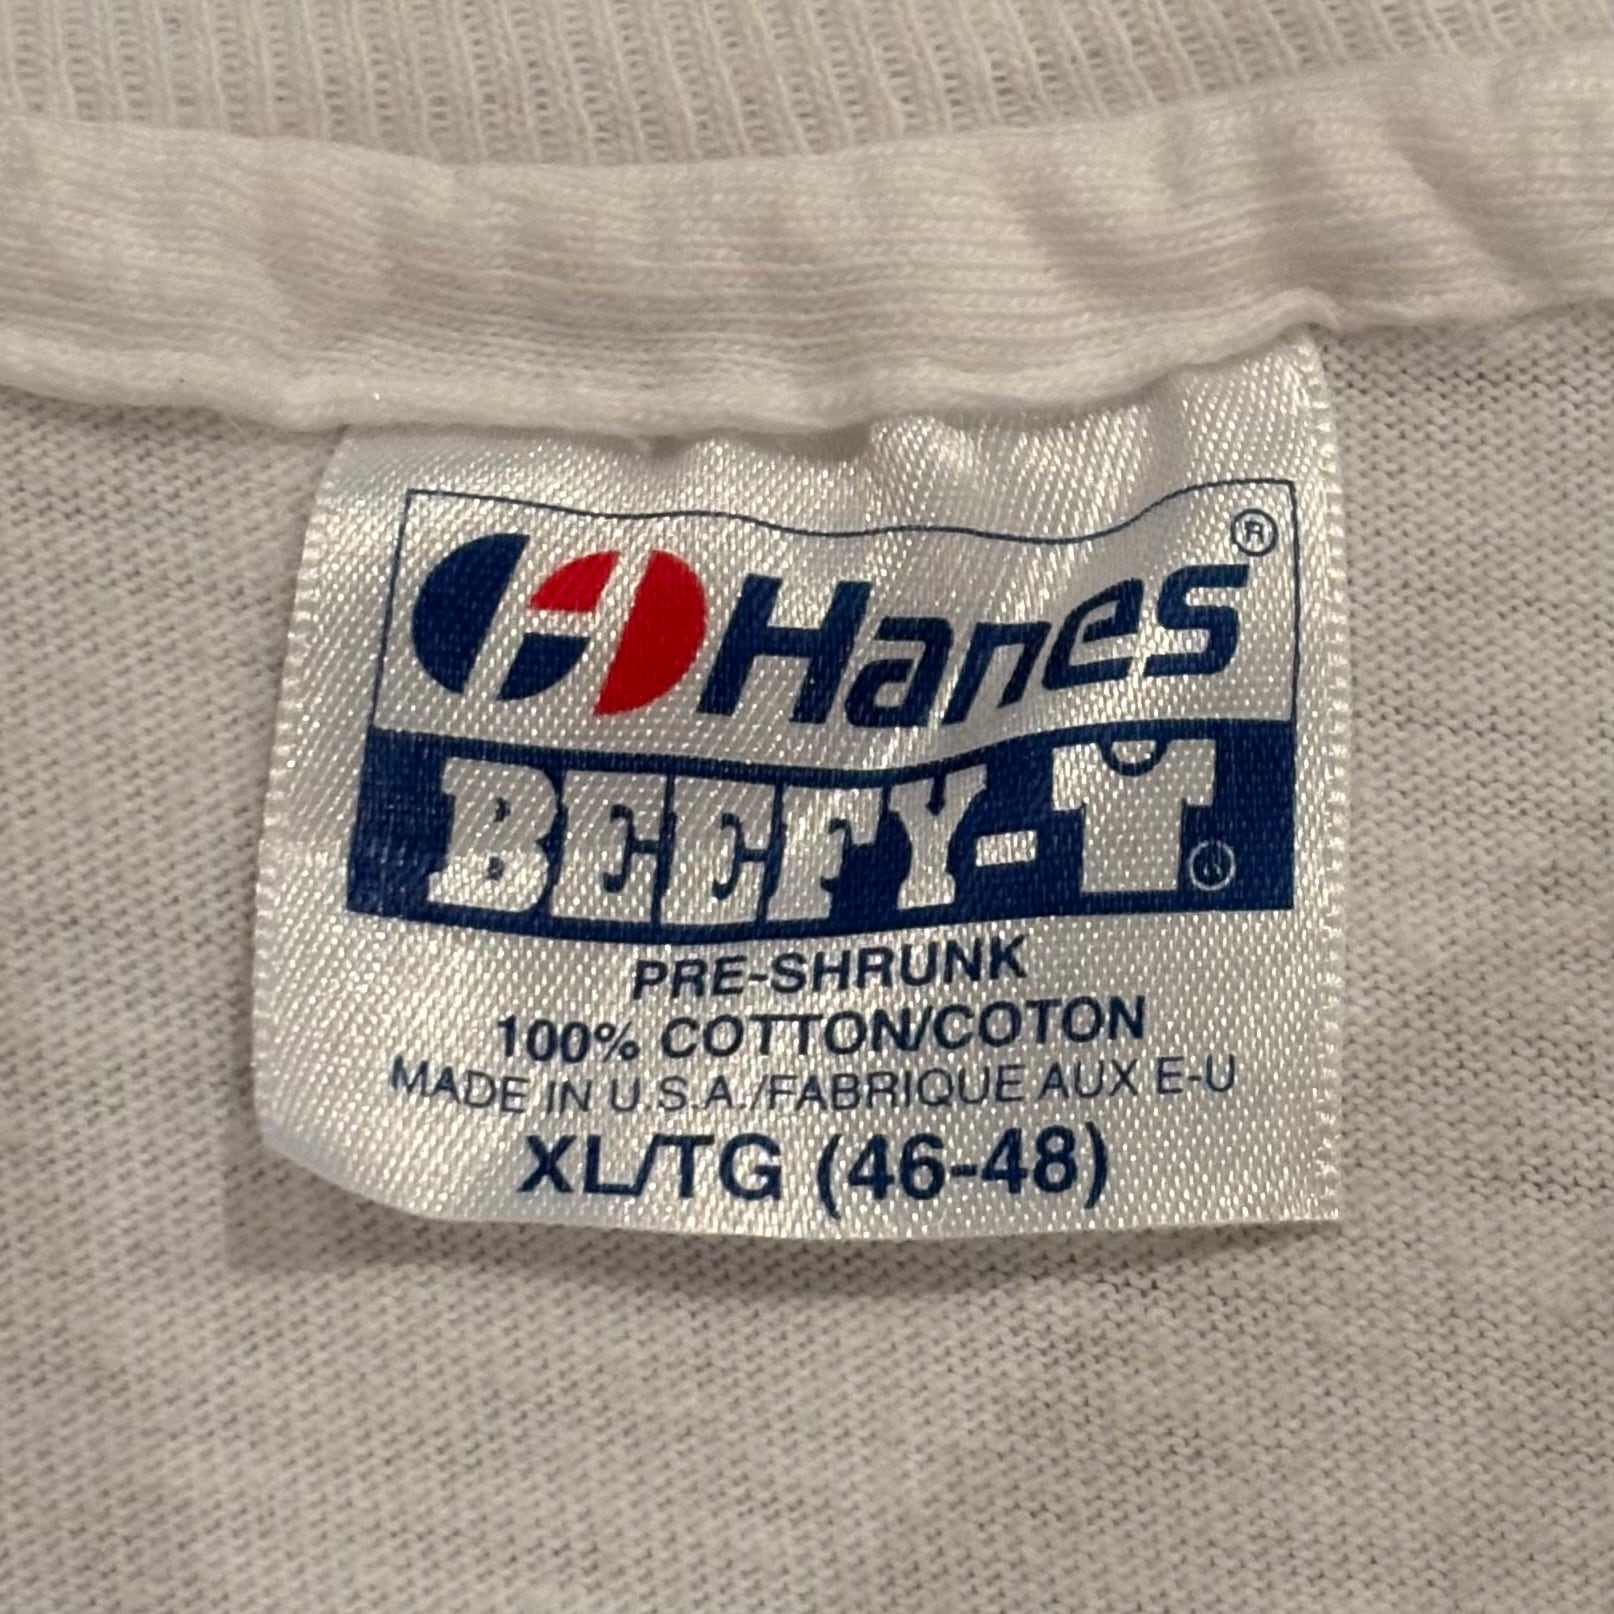 Hanes®
BEEFY-T®
PRE-SHRUNK
100% COTTON/COTON
MADE IN U.S.A./FABRIQUE AUX E-U
XL/TG (46-48)